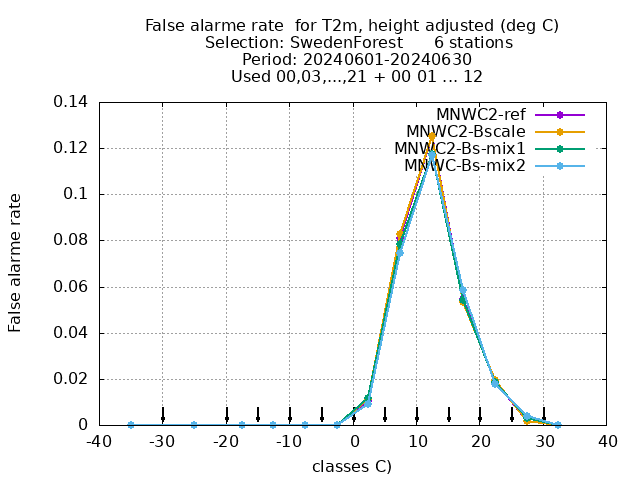 False alarme rate  for T2m, height adjusted (deg C)
Selection: SwedenForest      6 stations
Period: 20240601-20240630
Used 00,03,...,21 + 00 01 ... 12
0.14
0.12
0.1
0.08
0.06
0.04
0.02
0
False alarme rate
MNWC2-ref
MNWC2-Bscale
MNWC2-Bs-mix1
MNWC-Bs-mix2
-40 -30 -20 -10 0 10 20 30 40
classes C)